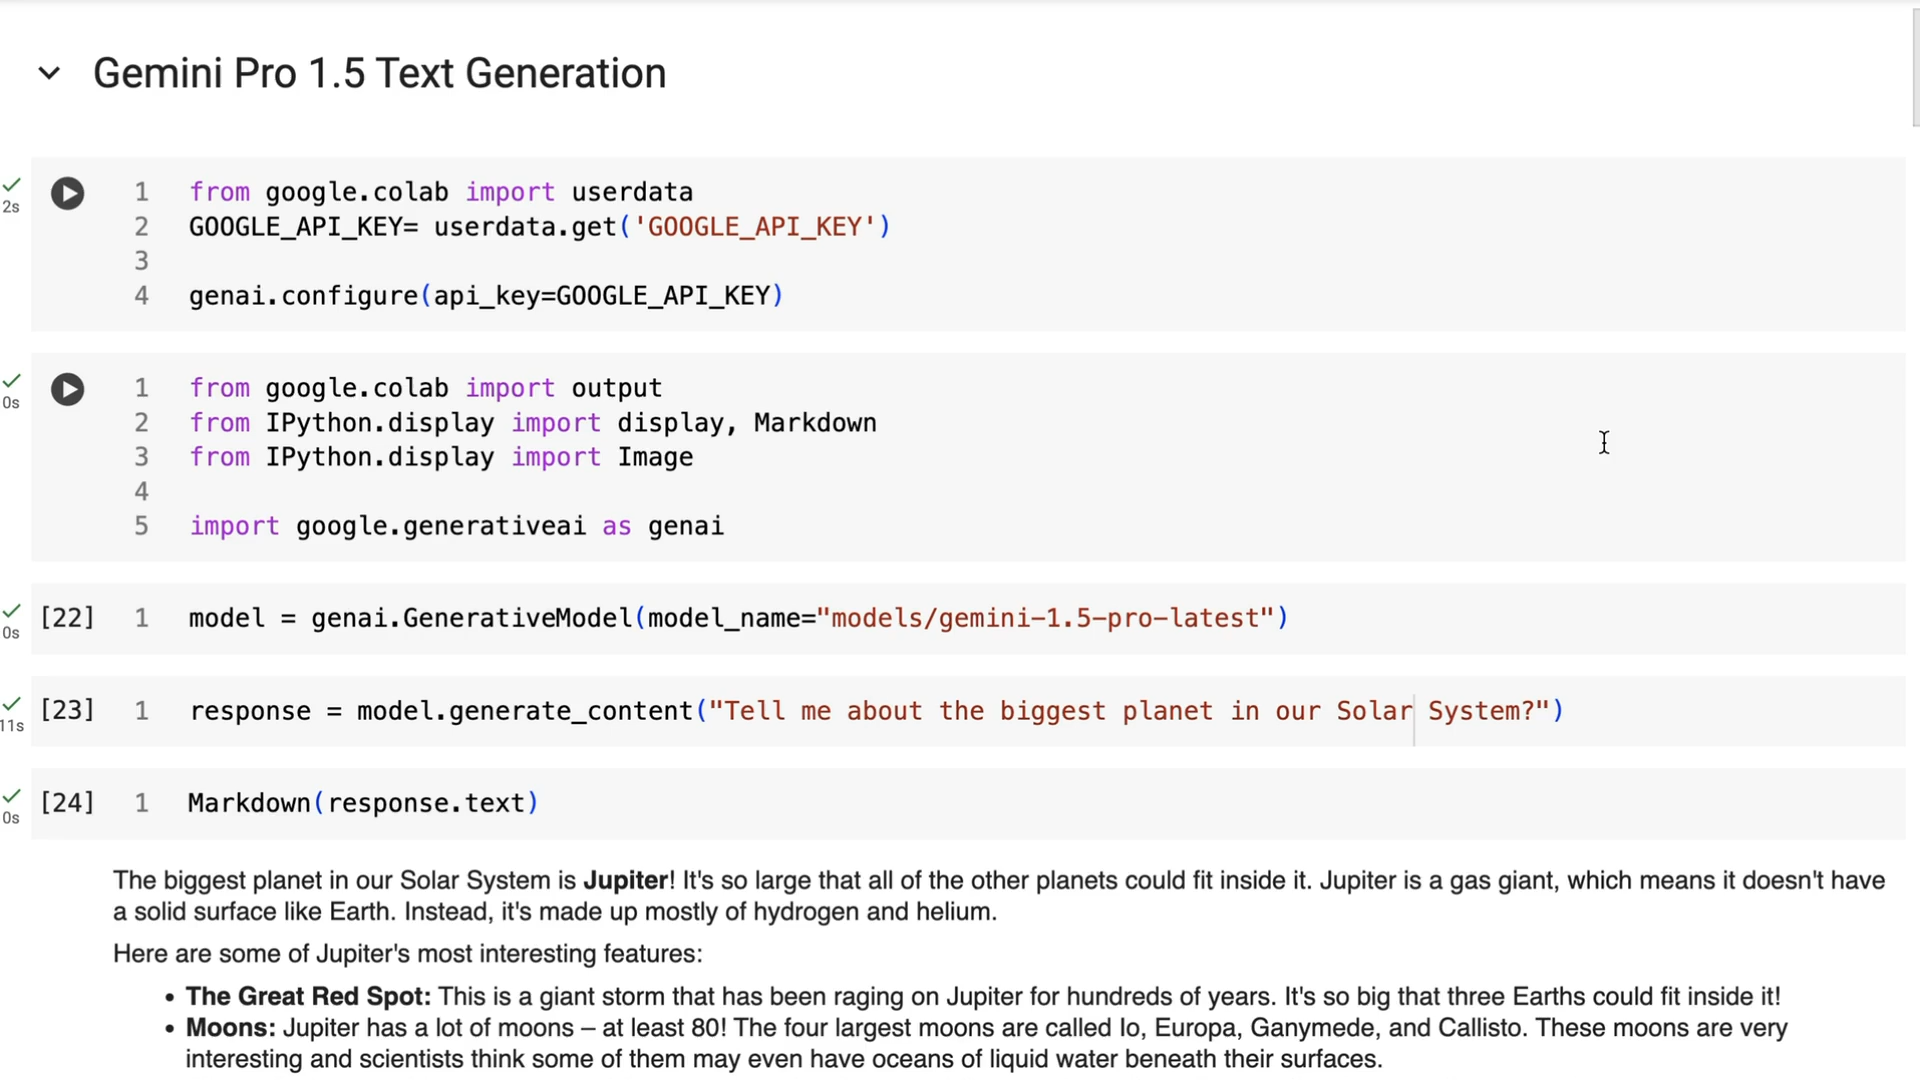 Gemini Pro 1.5 Text Generation
2s
1 from google.colab import userdata
2 GOOGLE_API_KEY= userdata.get('GOOGLE_API_KEY')
3
4 genai.configure(api_key=GOOGLE_API_KEY)
0s
1 from google.colab import output
2 from IPython.display import display, Markdown
3 from IPython.display import Image
4
5 import google.generativeai as genai
[22] 1 model = genai.GenerativeModel(model_name="models/gemini-1.5-pro-latest")
0s
[23] 1 response = model.generate_content("Tell me about the biggest planet in our Solar System?")
11s
[24] 1 Markdown(response.text)
0s
The biggest planet in our Solar System is Jupiter! It's so large that all of the other planets could fit inside it. Jupiter is a gas giant, which means it doesn't have
a solid surface like Earth. Instead, it's made up mostly of hydrogen and helium.
Here are some of Jupiter's most interesting features:
• The Great Red Spot: This is a giant storm that has been raging on Jupiter for hundreds of years. It's so big that three Earths could fit inside it!
• Moons: Jupiter has a lot of moons – at least 80! The four largest moons are called Io, Europa, Ganymede, and Callisto. These moons are very
interesting and scientists think some of them may even have oceans of liquid water beneath their surfaces.